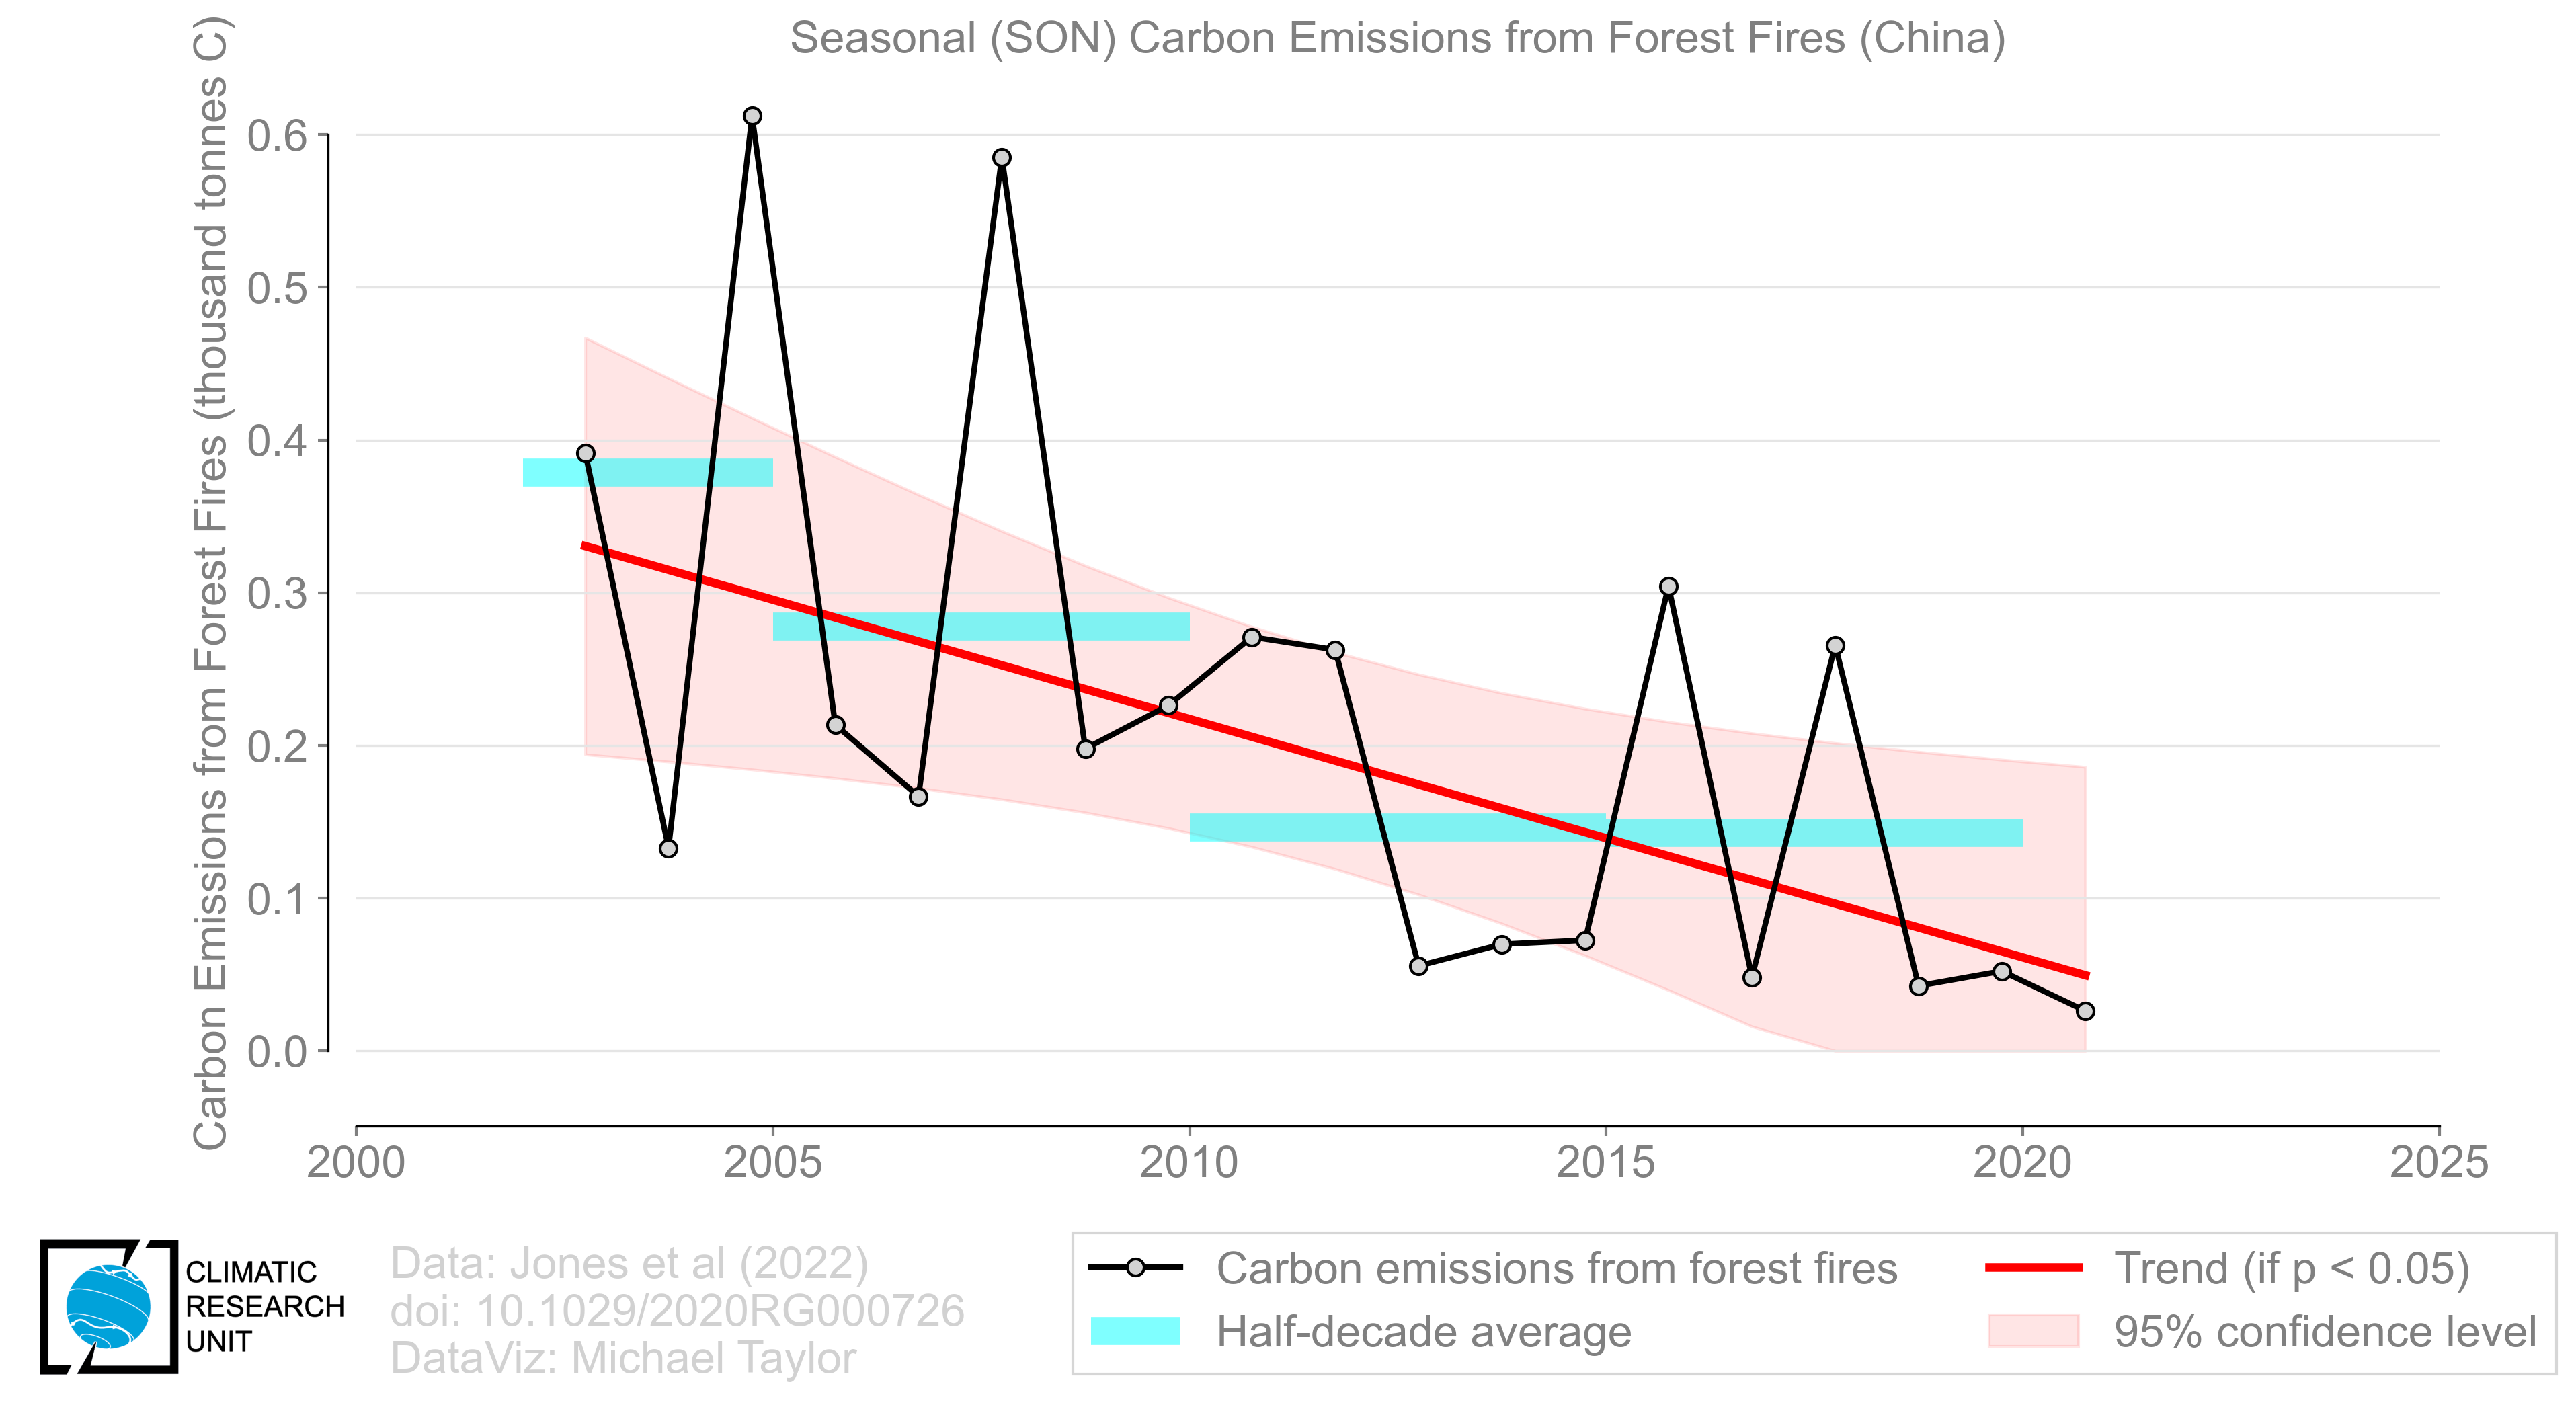 Seasonal (SON) Carbon Emissions from Forest Fires (China)
Carbon Emissions from Forest Fires (thousand tonnes C)
0.6
0.5
0.4
0.3
0.2
0.1
0.0
2000 2005 2010 2015 2020 2025
CLIMATIC
RESEARCH
UNIT
Data: Jones et al (2022)
doi: 10.1029/2020RG000726
DataViz: Michael Taylor
Carbon emissions from forest fires
Half-decade average
Trend (if p < 0.05)
95% confidence level